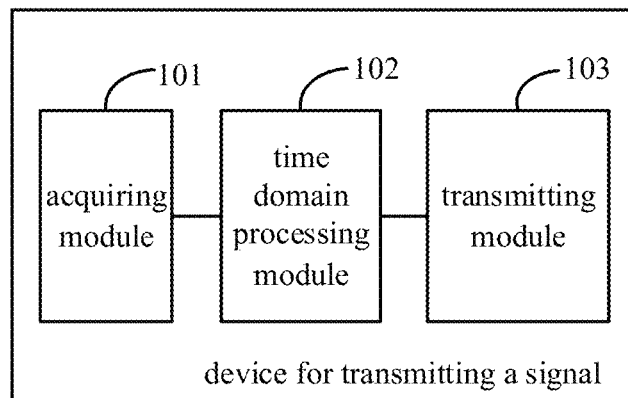 101
102
103
acquiring
module
time
domain
processing
module
transmitting
module
device for transmitting a signal